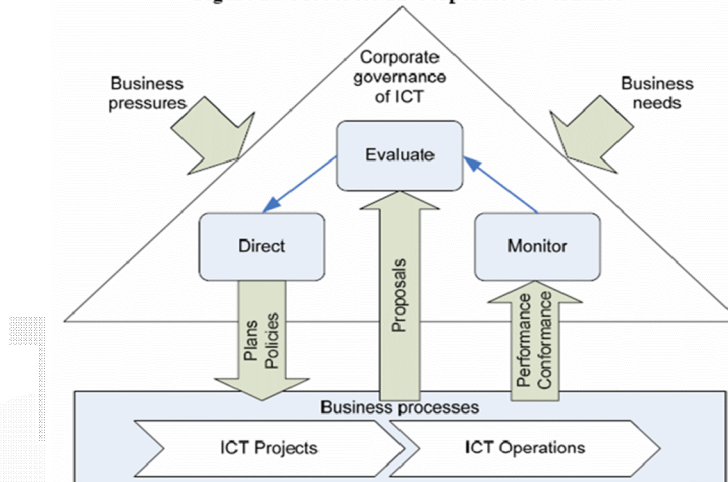 Corporate
governance
of ICT
Business
pressures
Business
needs
Evaluate
Direct
Monitor
Plans
Policies
Proposals
Performance
Conformance
Business processes
ICT Projects
ICT Operations